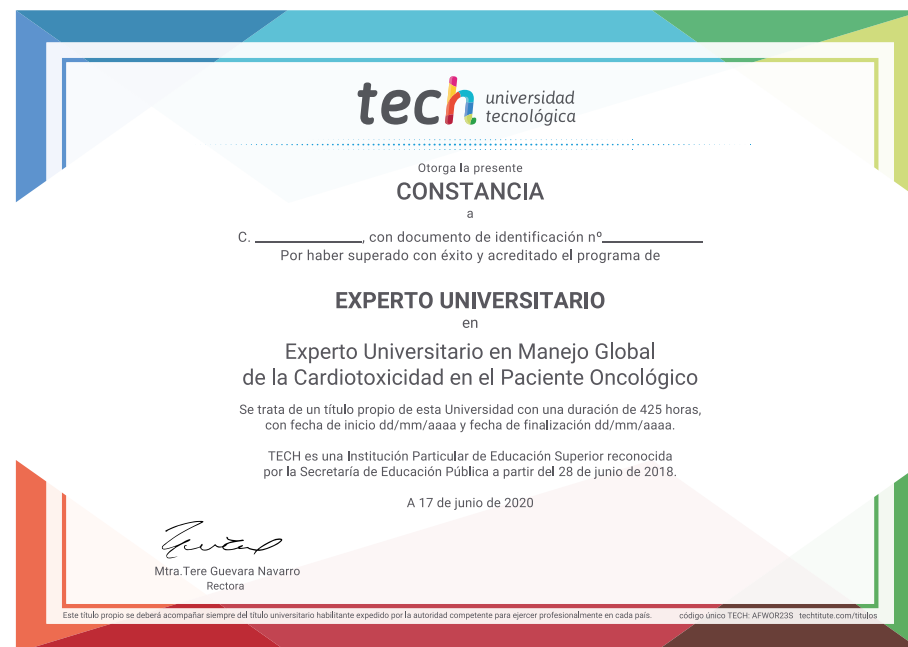 tech universidad
tecnológica
Otorga la presente
CONSTANCIA
a
C. ____________, con documento de identificación nº____________
Por haber superado con éxito y acreditado el programa de
EXPERTO UNIVERSITARIO
en
Experto Universitario en Manejo Global
de la Cardiotoxicidad en el Paciente Oncológico
Se trata de un título propio de esta Universidad con una duración de 425 horas,
con fecha de inicio dd/mm/aaaa y fecha de finalización dd/mm/aaaa.
TECH es una Institución Particular de Educación Superior reconocida
por la Secretaría de Educación Pública a partir del 28 de junio de 2018.
A 17 de junio de 2020
Mtra.Tere Guevara Navarro
Rectora
Este título propio se deberá acompañar siempre del título universitario habilitante expedido por la autoridad competente para ejercer profesionalmente en cada país. código único TECH: AFWOR23S techtitute.com/títulos